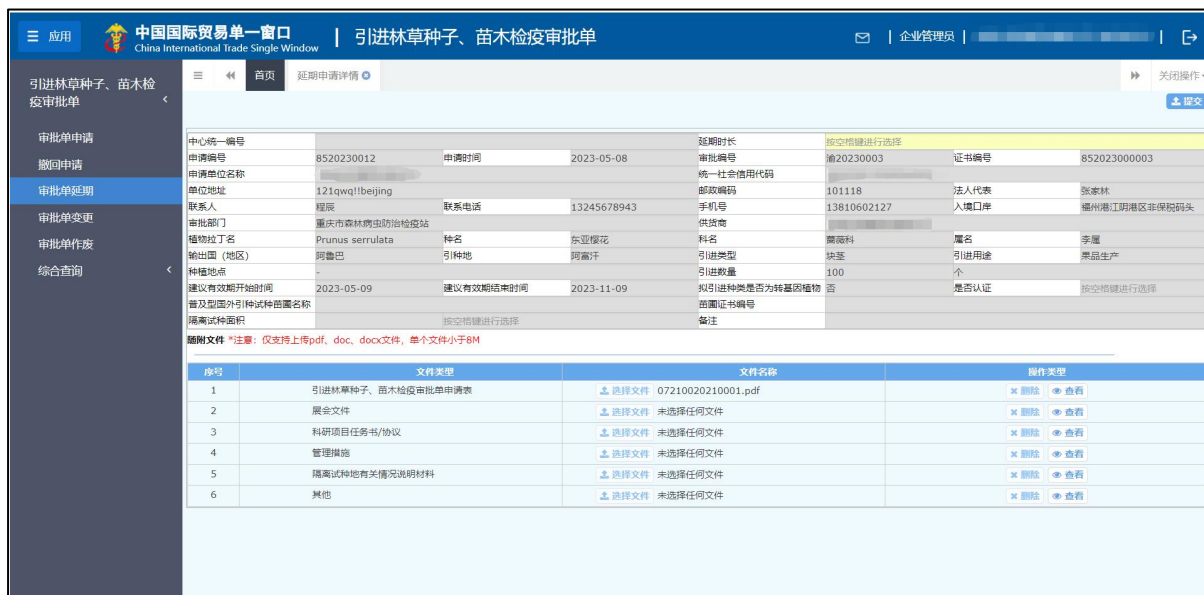 应用 中国国际贸易单一窗口 | 引进林草种子、苗木检疫审批单 | 企业管理员 | |
China International Trade Single Window
引进林草种子、苗木检疫审批单
首页 延期申请详情 关闭操作
提交
审批单申请
撤回申请
审批单延期
审批单变更
审批单作废
综合查询
中心统一编号 延期时长 按空格键进行选择
申请编号 8520230012 申请时间 2023-05-08 审批编号 渝20230003 证书编号 852023000003
申请单位名称 统一社会信用代码
单位地址 121qwq!!beijing 邮政编码 101118 法人代表 张家林
联系人 程辰 联系电话 13245678943 手机号 13810602127 入境口岸 福州港江阴港区非保税码头
审批部门 重庆市森林病虫防治检疫站 供货商
植物拉丁名 Prunus serrulata 种名 东亚樱花 科名 蔷薇科 属名 李属
输出国（地区） 阿鲁巴 引种地 阿富汗 引进类型 块茎 引进用途 果品生产
种植地点 - 引进数量 100 个
建议有效期开始时间 2023-05-09 建议有效期结束时间 2023-11-09 拟引进种类是否为转基因植物 否 是否认证 按空格键进行选择
普及型国外引种试种苗圃名称 苗圃证书编号
隔离试种面积 按空格键进行选择 备注
随附文件 *注意：仅支持上传pdf、doc、docx文件，单个文件小于8M
序号 文件类型 文件名称 操作类型
1 引进林草种子、苗木检疫审批单申请表 选择文件 07210020210001.pdf 删除 查看
2 展会文件 选择文件 未选择任何文件 删除 查看
3 科研项目任务书/协议 选择文件 未选择任何文件 删除 查看
4 管理措施 选择文件 未选择任何文件 删除 查看
5 隔离试种地有关情况说明材料 选择文件 未选择任何文件 删除 查看
6 其他 选择文件 未选择任何文件 删除 查看